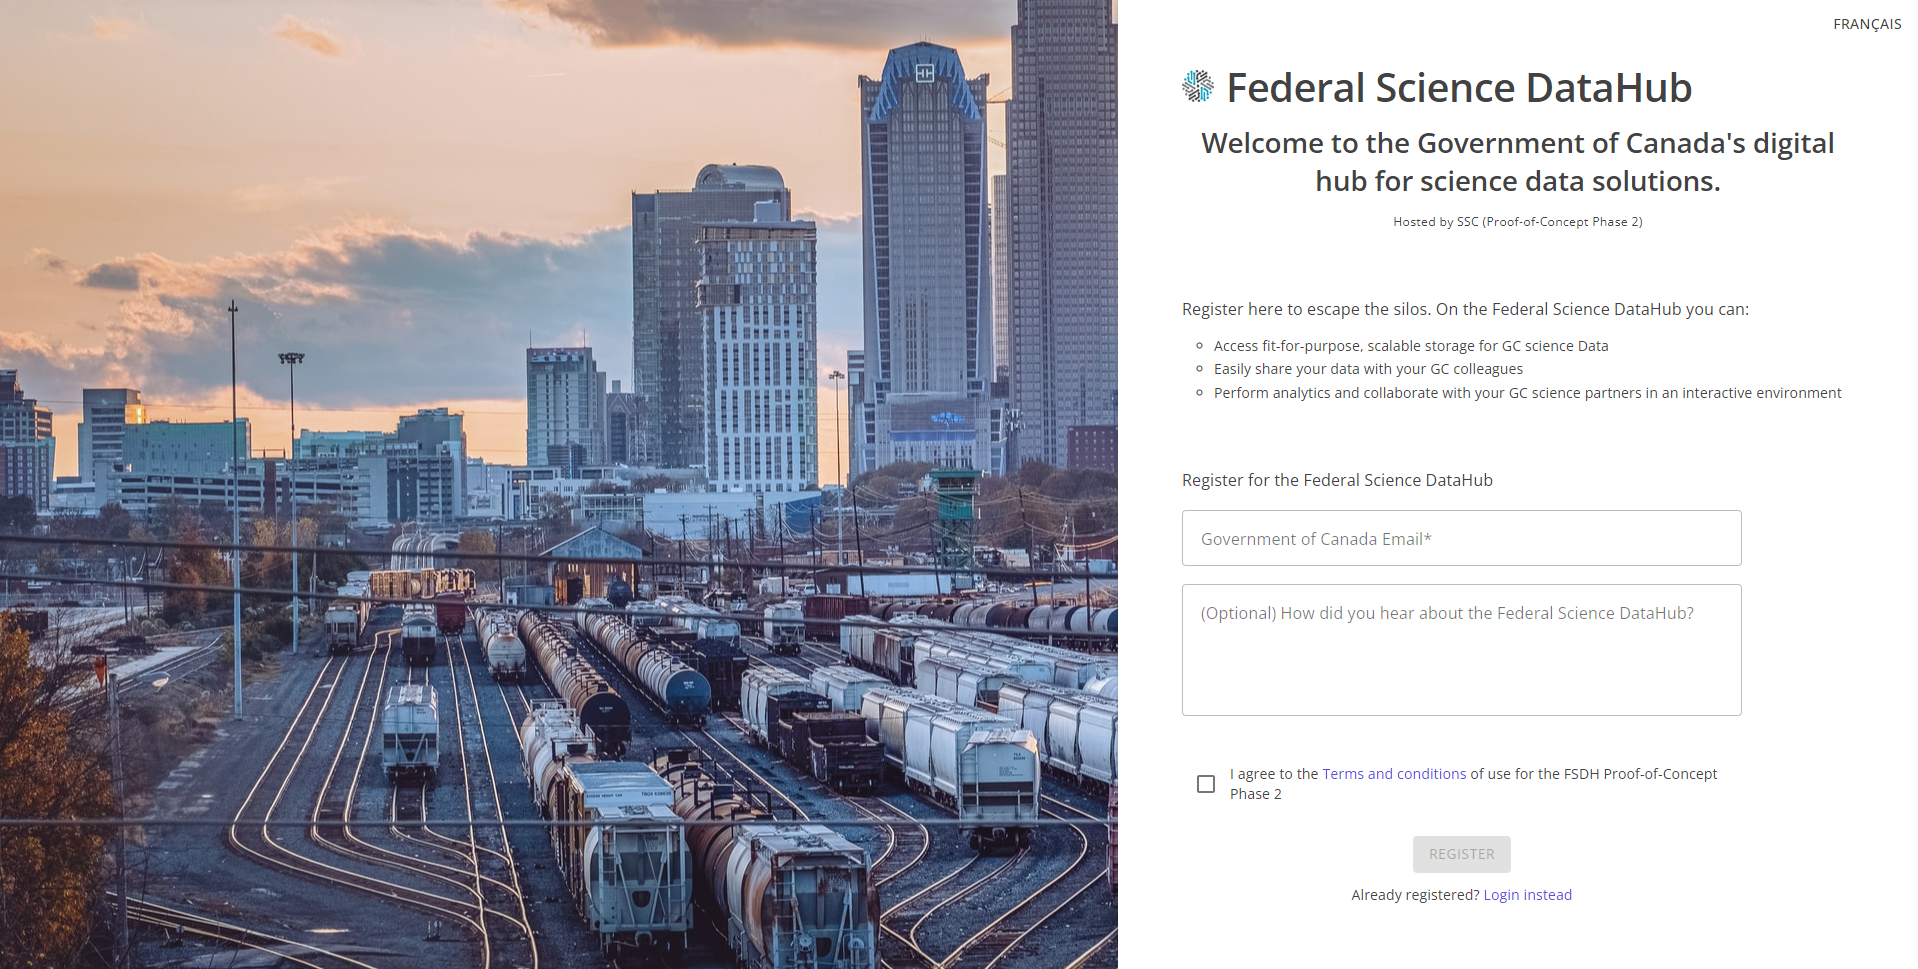 FRANÇAIS
Federal Science DataHub
Welcome to the Government of Canada's digital
hub for science data solutions.
Hosted by SSC (Proof-of-Concept Phase 2)
Register here to escape the silos. On the Federal Science DataHub you can:
Access fit-for-purpose, scalable storage for GC science Data
Easily share your data with your GC colleagues
Perform analytics and collaborate with your GC science partners in an interactive environment
Register for the Federal Science DataHub
Government of Canada Email*
(Optional) How did you hear about the Federal Science DataHub?
I agree to the Terms and conditions of use for the FSDH Proof-of-Concept
Phase 2
REGISTER
Already registered? Login instead